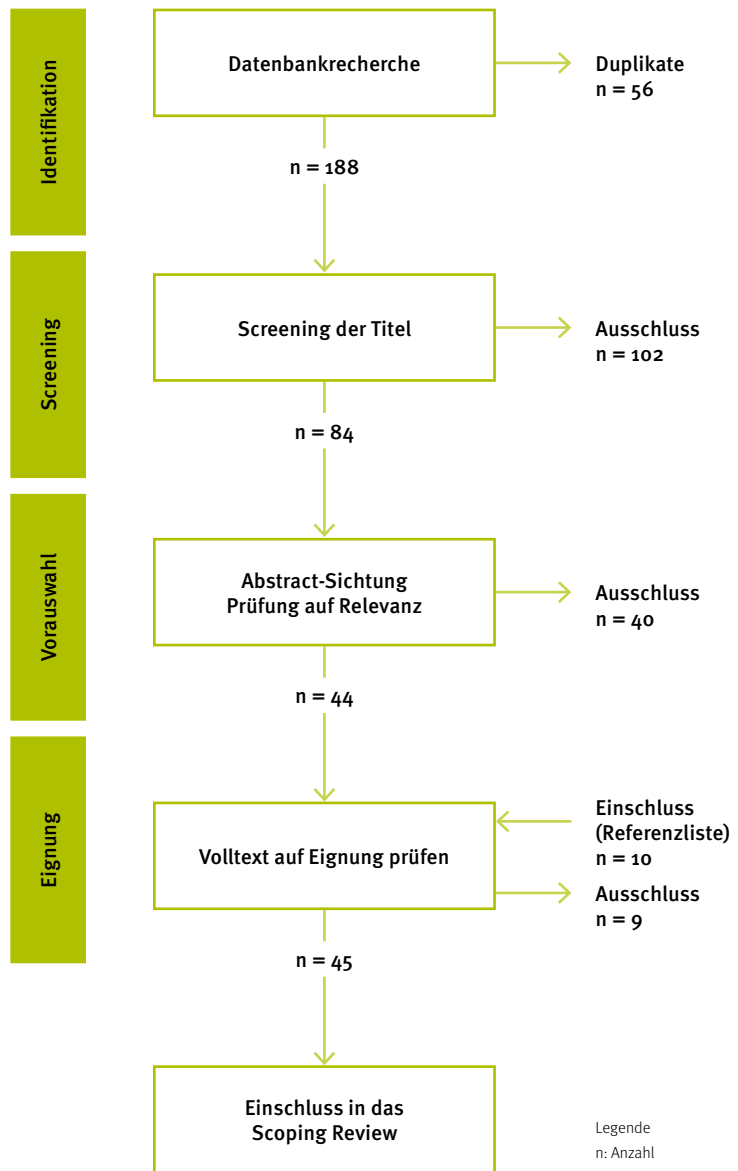 Identifikation
Datenbankrecherche
Duplikate
n = 56
n = 188
Screening
Screening der Titel
Ausschluss
n = 102
n = 84
Vorauswahl
Abstract-Sichtung
Prüfung auf Relevanz
Ausschluss
n = 40
n = 44
Eignung
Volltext auf Eignung prüfen
Einschluss
(Referenzliste)
n = 10
Ausschluss
n = 9
n = 45
Einschluss in das
Scoping Review
Legende
n: Anzahl